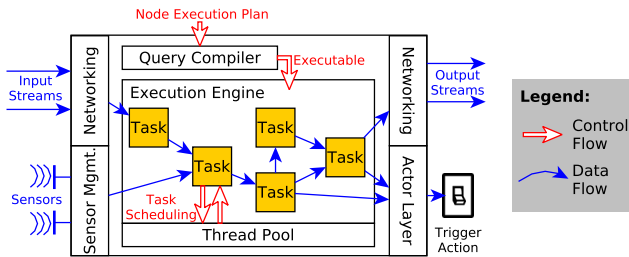 Node Execution Plan
Query Compiler
Executable
Networking
Input
Streams
Execution Engine
Task
Task
Task
Task
Task
Networking
Output
Streams
Legend:
Control
Flow
Data
Flow
Sensor Mgmt.
Sensors
Task
Scheduling
Thread Pool
Actor Layer
Trigger
Action